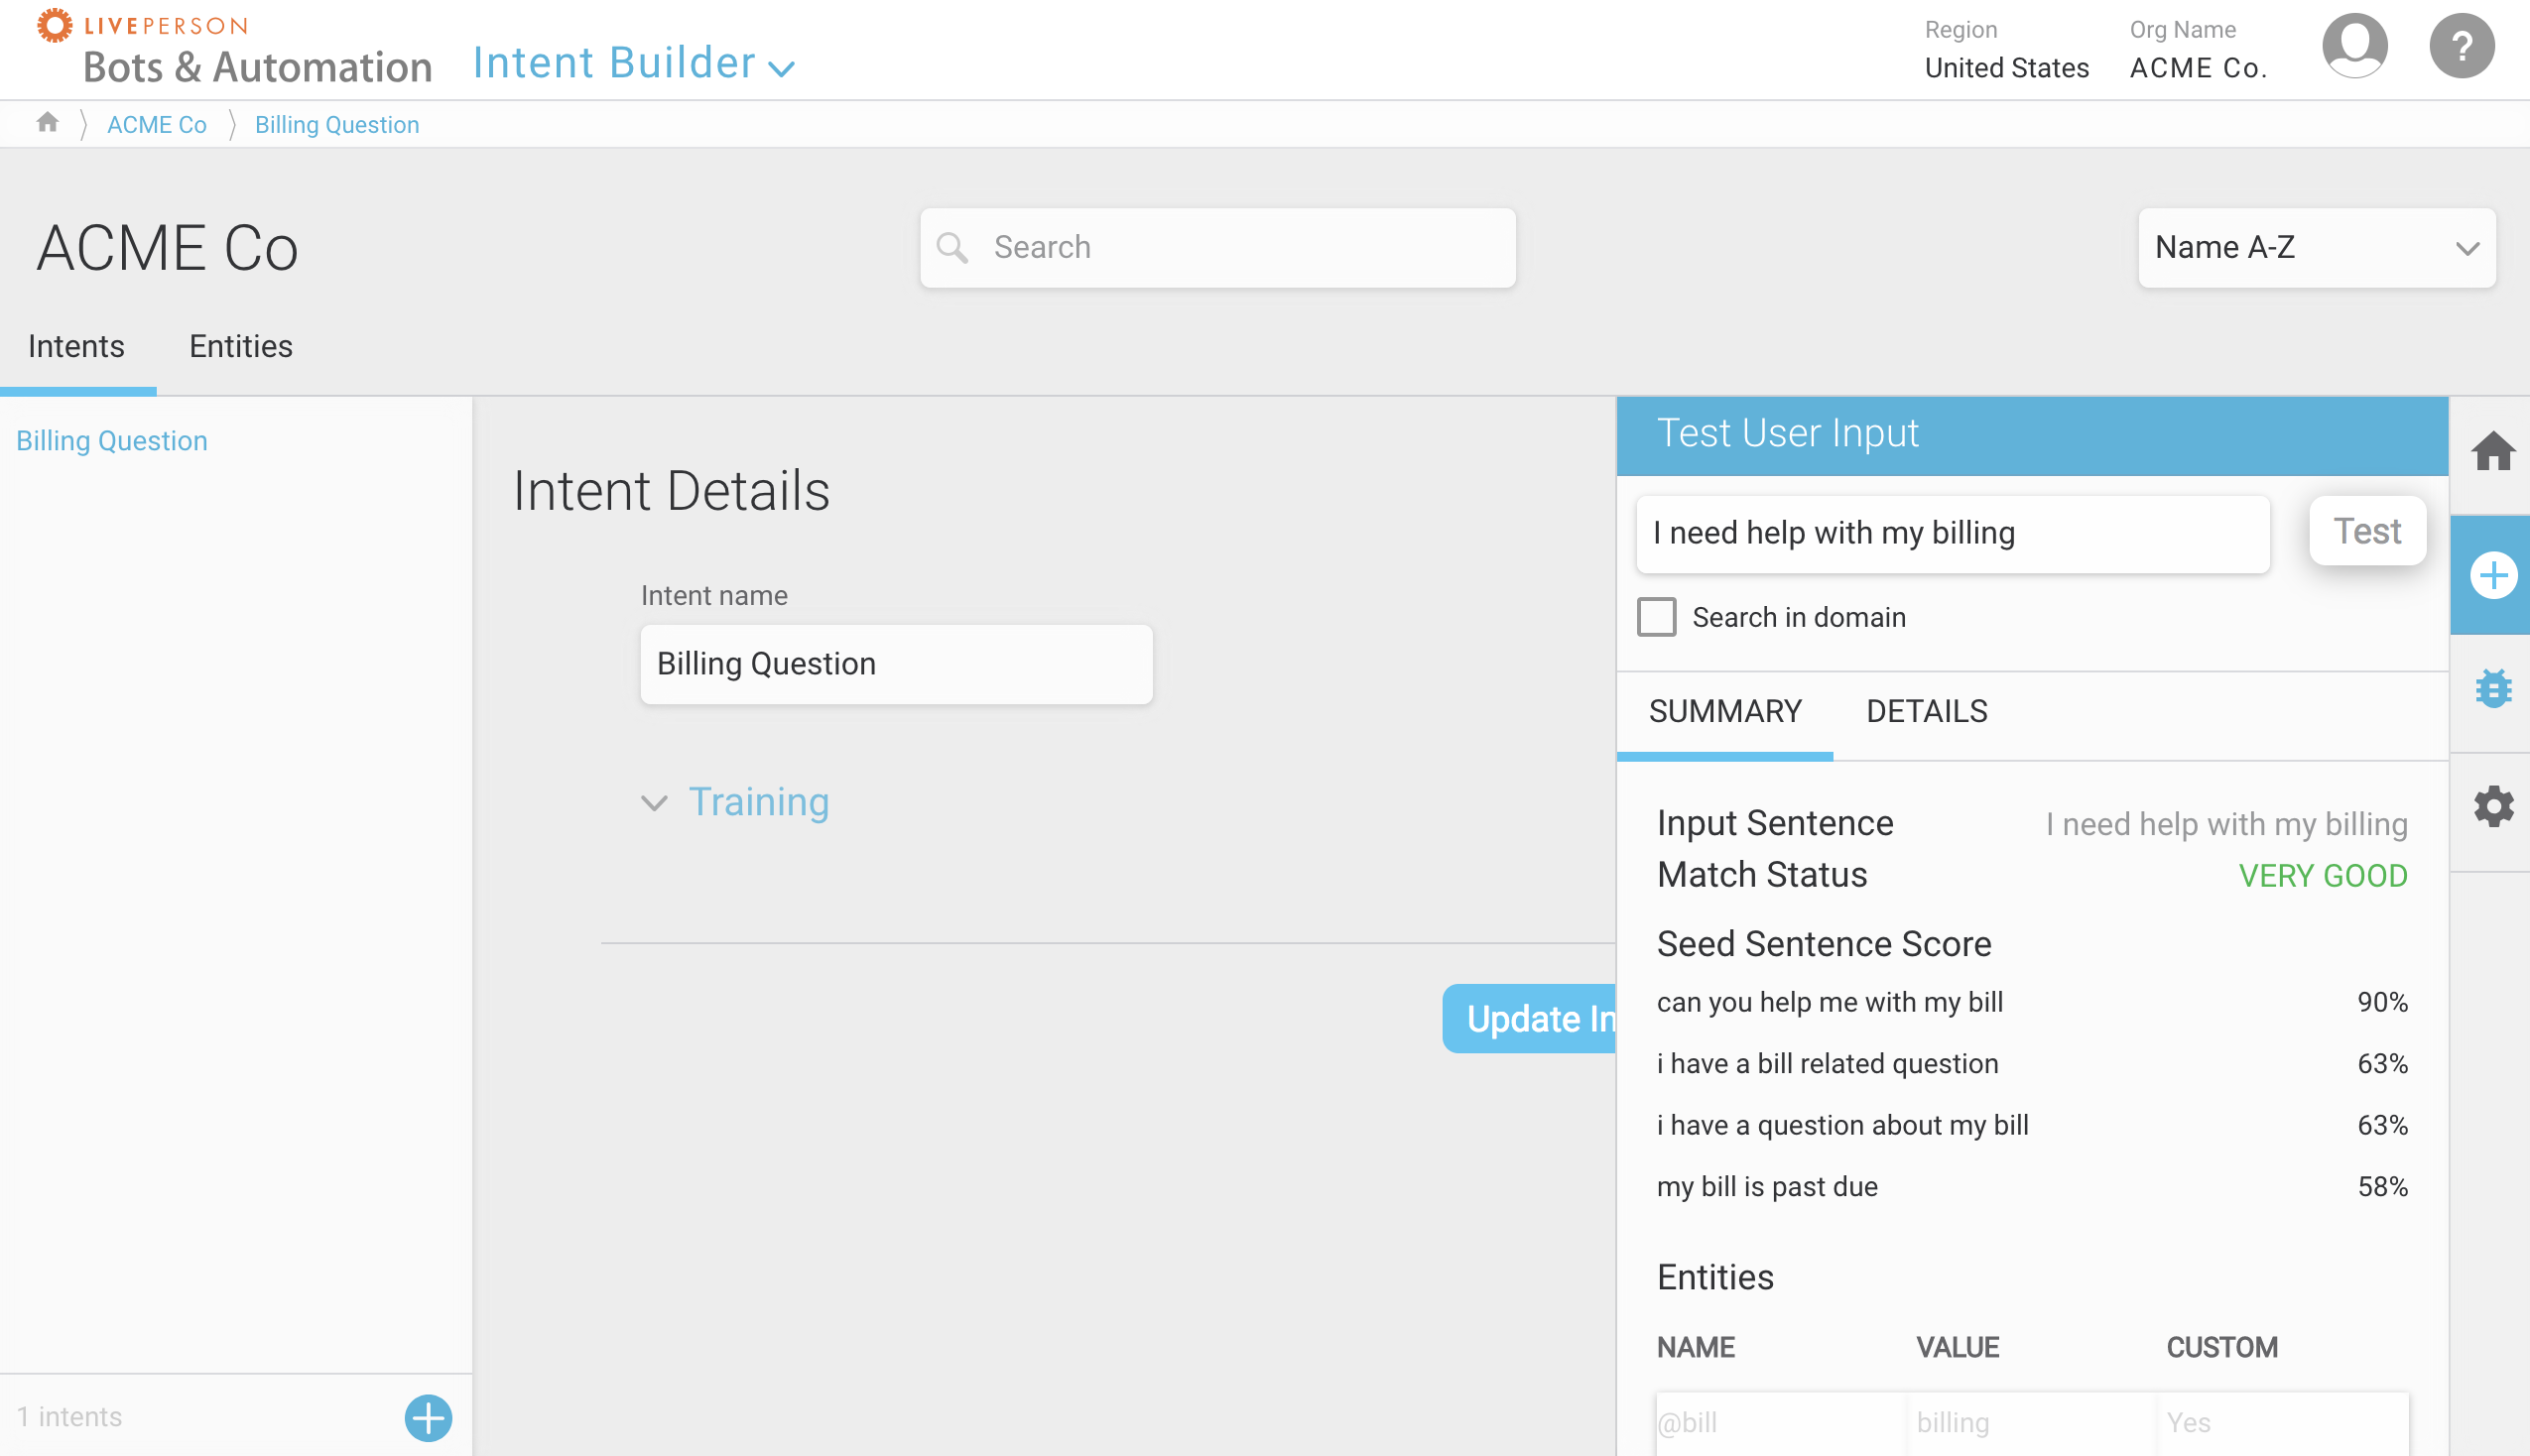 LIVEPERSON
Bots & Automation
Intent Builder
Region
United States
Org Name
ACME Co.
?
ACME Co
Billing Question
ACME Co
Search
Name A-Z
Intents
Entities
Billing Question
1 intents
Intent Details
Intent name
Billing Question
Training
Update In
Test User Input
I need help with my billing
Test
Search in domain
SUMMARY
DETAILS
Input Sentence
I need help with my billing
Match Status
VERY GOOD
Seed Sentence Score
can you help me with my bill
90%
i have a bill related question
63%
i have a question about my bill
63%
my bill is past due
58%
Entities
NAME
VALUE
CUSTOM
@bill
billing
Yes